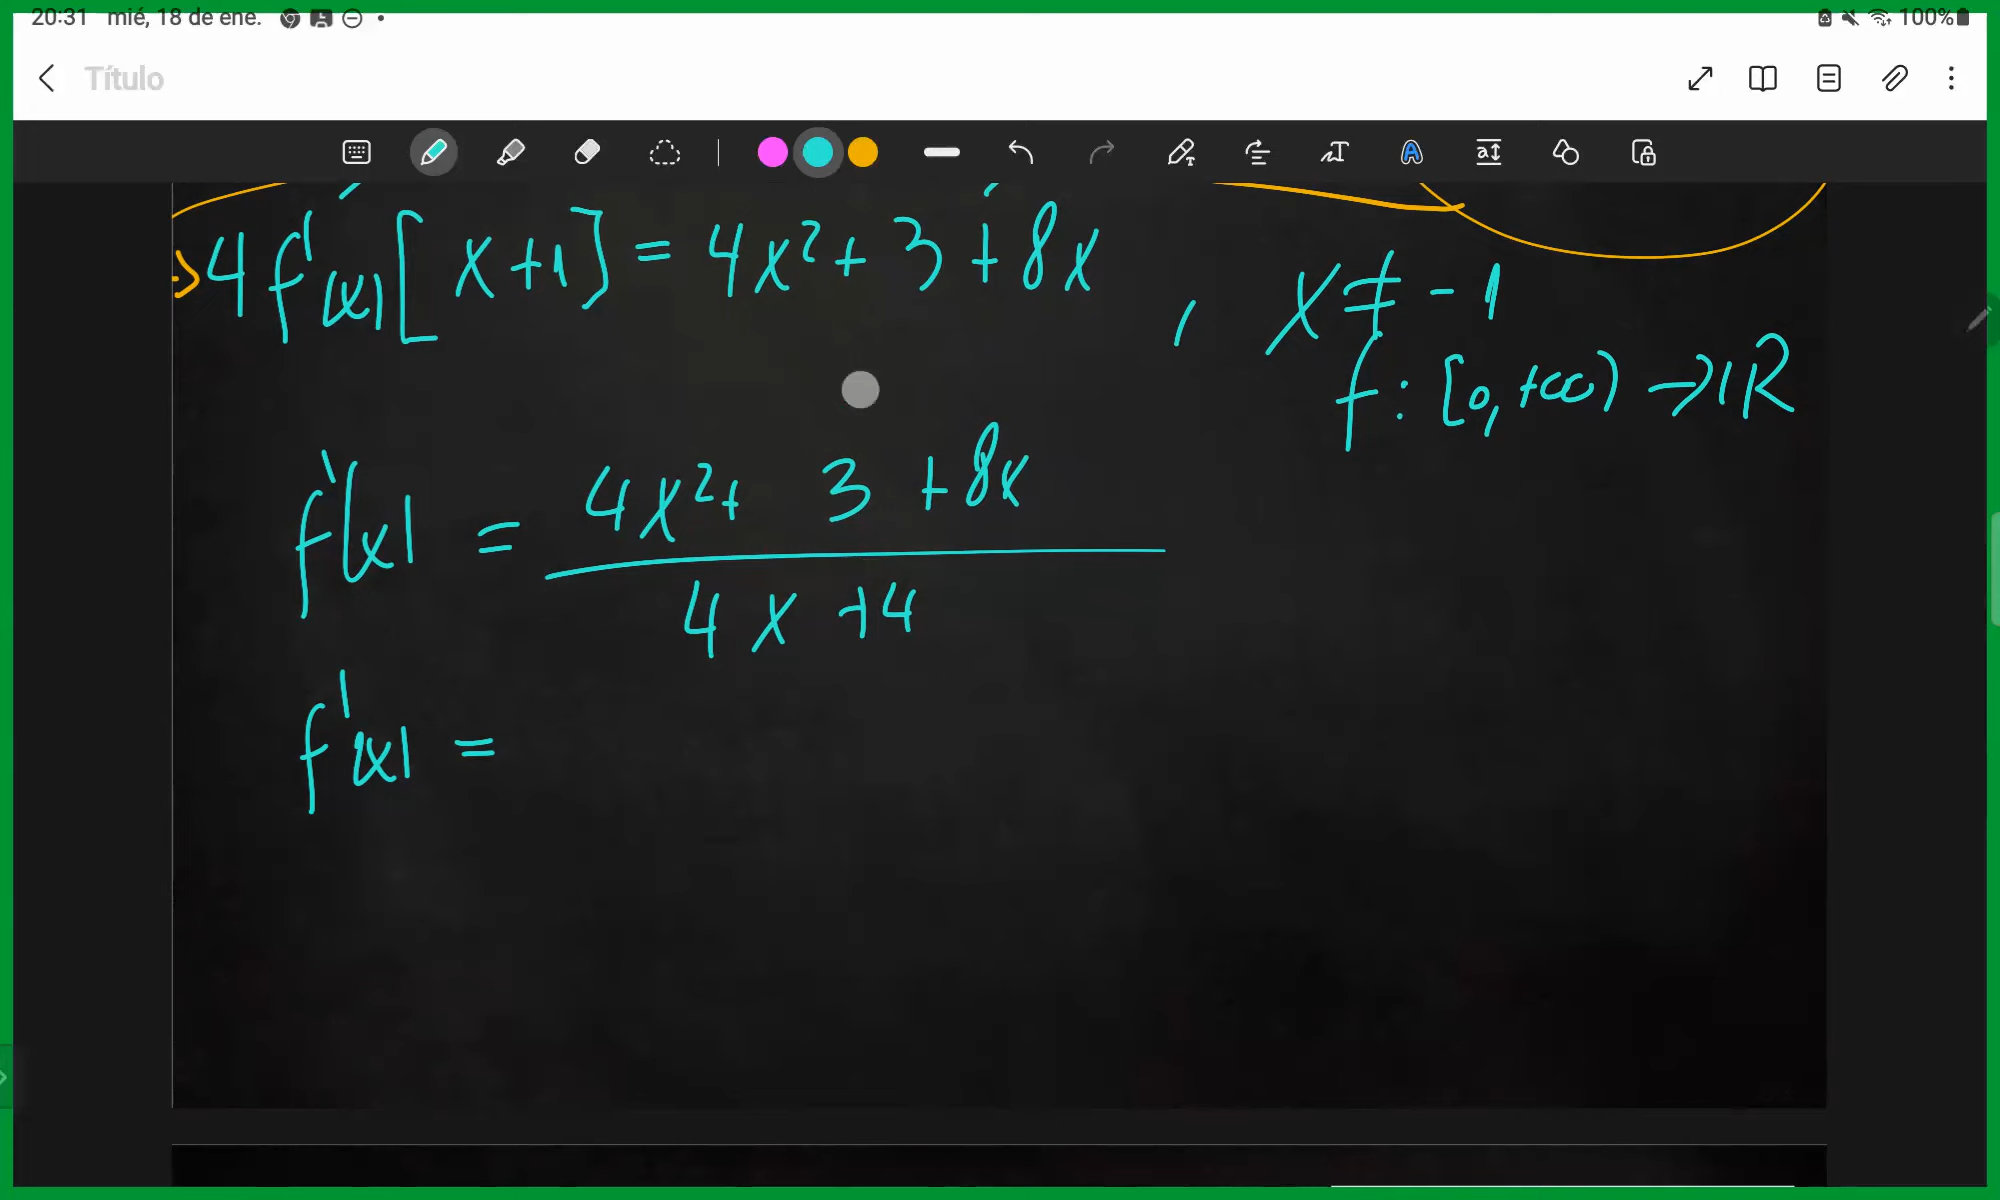 20:31 mié, 18 de ene. 100%
Título
4f'(x)[x+1] = 4x²+ 3 +8x , x ≠ -1
f: [0, +∞) → IR
f'(x) = 4x²+ 3 +8x
4x +4
f'(x) =